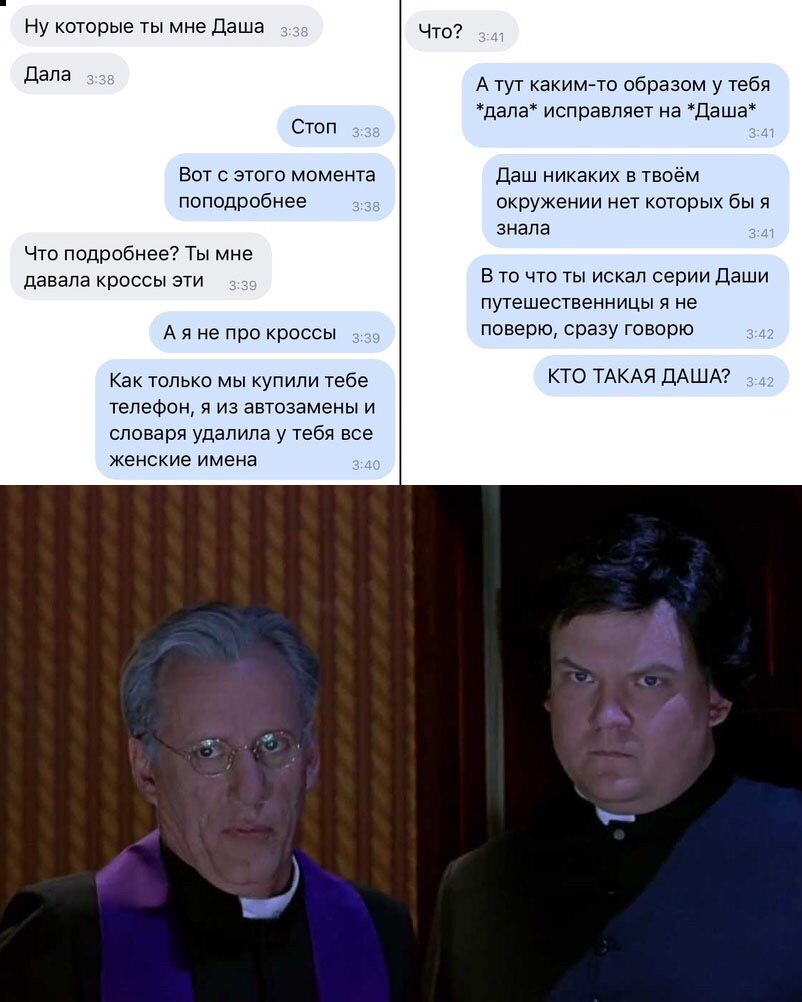 Ну которые ты мне Даша 3:38
Дала 3:38
Стоп 3:38
Вот с этого момента
поподробнее 3:38
Что подробнее? Ты мне
давала кроссы эти 3:39
А я не про кроссы 3:39
Как только мы купили тебе
телефон, я из автозамены и
словаря удалила у тебя все
женские имена 3:40
Что? 3:41
А тут каким-то образом у тебя
*дала* исправляет на *Даша*
3:41
Даш никаких в твоём
окружении нет которых бы я
знала 3:41
В то что ты искал серии Даши
путешественницы я не
поверю, сразу говорю 3:42
КТО ТАКАЯ ДАША? 3:42